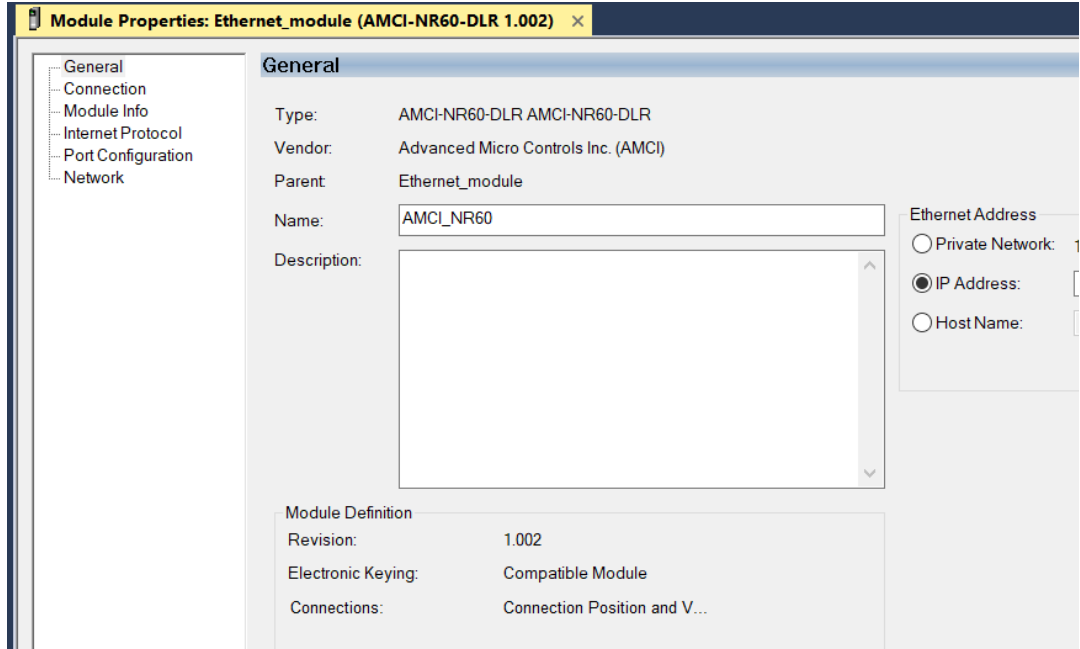 Module Properties: Ethernet_module (AMCI-NR60-DLR 1.002) ×
General
Connection
Module Info
Internet Protocol
Port Configuration
Network
General
Type: AMCI-NR60-DLR AMCI-NR60-DLR
Vendor: Advanced Micro Controls Inc. (AMCI)
Parent: Ethernet_module
Name: AMCI_NR60
Description:
Ethernet Address
Private Network: 1
IP Address:
Host Name:
Module Definition
Revision: 1.002
Electronic Keying: Compatible Module
Connections: Connection Position and V...